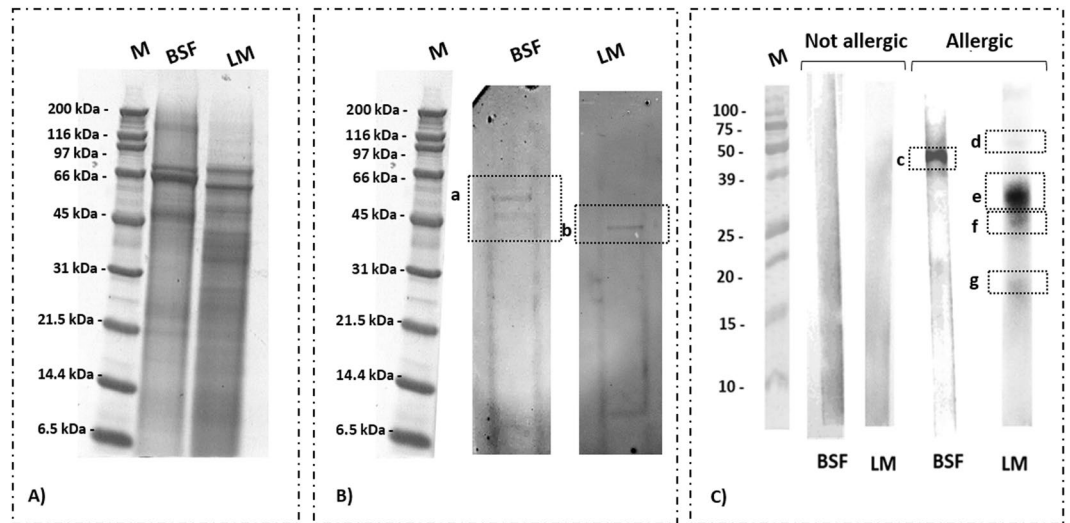 M BSF LM
200 kDa -
116 kDa -
97 kDa -
66 kDa -
45 kDa -
31 kDa -
21.5 kDa -
14.4 kDa -
6.5 kDa -
A)
M BSF LM
200 kDa -
116 kDa -
97 kDa -
66 kDa -
a
45 kDa -
b
31 kDa -
21.5 kDa -
14.4 kDa -
6.5 kDa -
B)
Not allergic Allergic
M
100 -
75 -
d
50 -
c
39 -
e
f
25 -
g
20 -
15 -
10 -
BSF LM BSF LM
C)